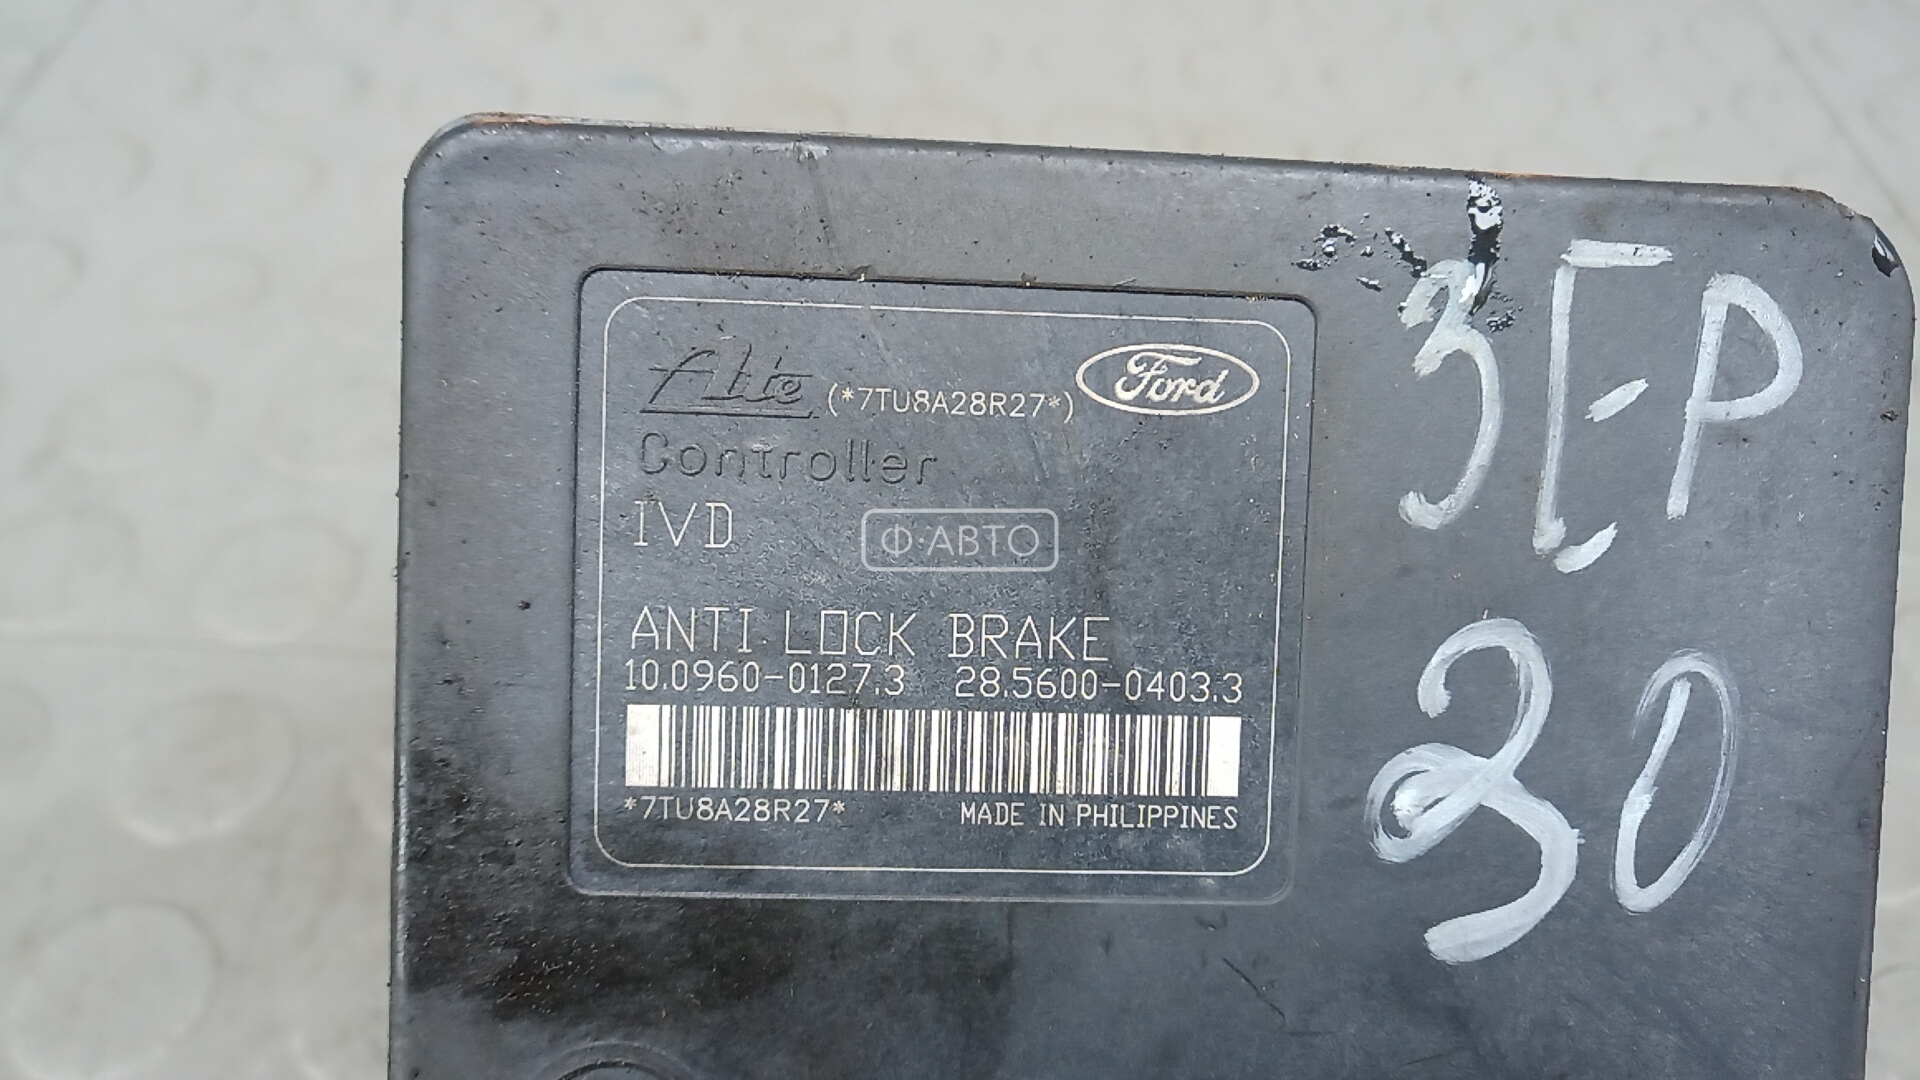 Ate (*7TU8A28R27*) Ford
Controller
IVD
Ф·АВТО
ANTI LOCK BRAKE
10.0960-0127.3 28.5600-0403.3
*7TU8A28R27* MADE IN PHILIPPINES
3EP
30